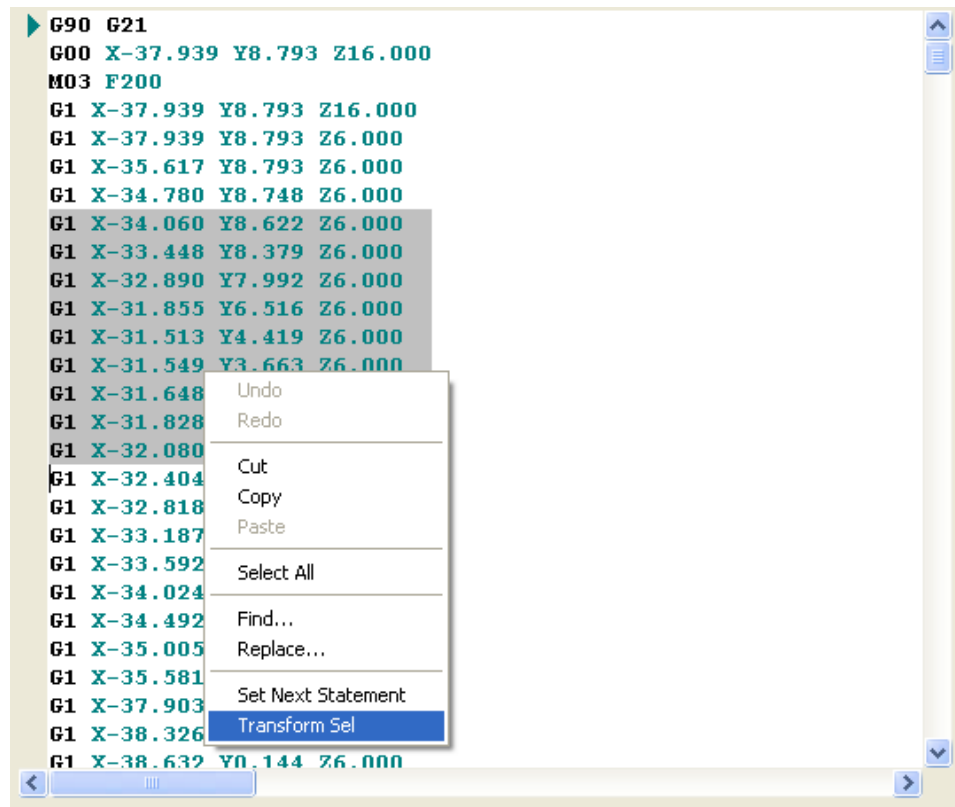 G90 G21
G00 X-37.939 Y8.793 Z16.000
M03 F200
G1 X-37.939 Y8.793 Z16.000
G1 X-37.939 Y8.793 Z6.000
G1 X-35.617 Y8.793 Z6.000
G1 X-34.780 Y8.748 Z6.000
G1 X-34.060 Y8.622 Z6.000
G1 X-33.448 Y8.379 Z6.000
G1 X-32.890 Y7.992 Z6.000
G1 X-31.855 Y6.516 Z6.000
G1 X-31.513 Y4.419 Z6.000
G1 X-31.549 Y3.663 Z6.000
G1 X-31.648
G1 X-31.828
G1 X-32.080
G1 X-32.404
G1 X-32.818
G1 X-33.187
G1 X-33.592
G1 X-34.024
G1 X-34.492
G1 X-35.005
G1 X-35.581
G1 X-37.903
G1 X-38.326
G1 X-38.632 Y0.144 Z6.000
Undo
Redo
Cut
Copy
Paste
Select All
Find...
Replace...
Set Next Statement
Transform Sel